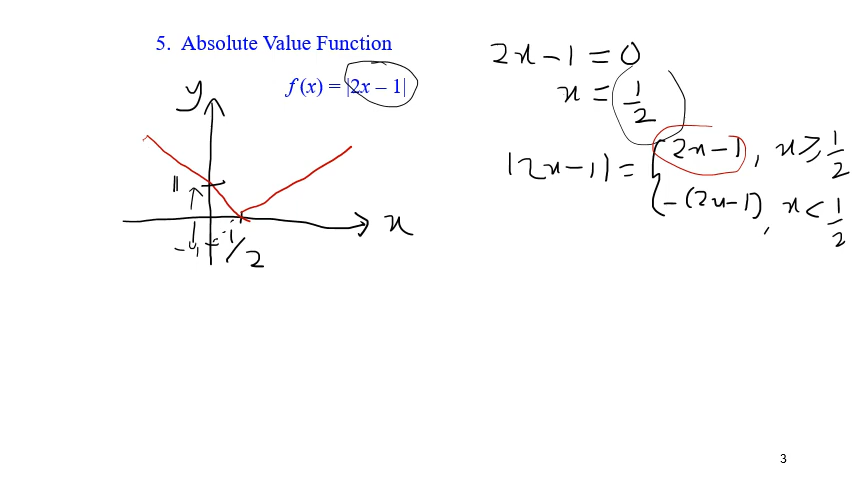 5. Absolute Value Function
f (x) = |2x – 1|
2x - 1 = 0
x = 1/2
|2x-1| = { 2x-1, x ≥ 1/2
-(2x-1), x < 1/2
y
x
1/2
3